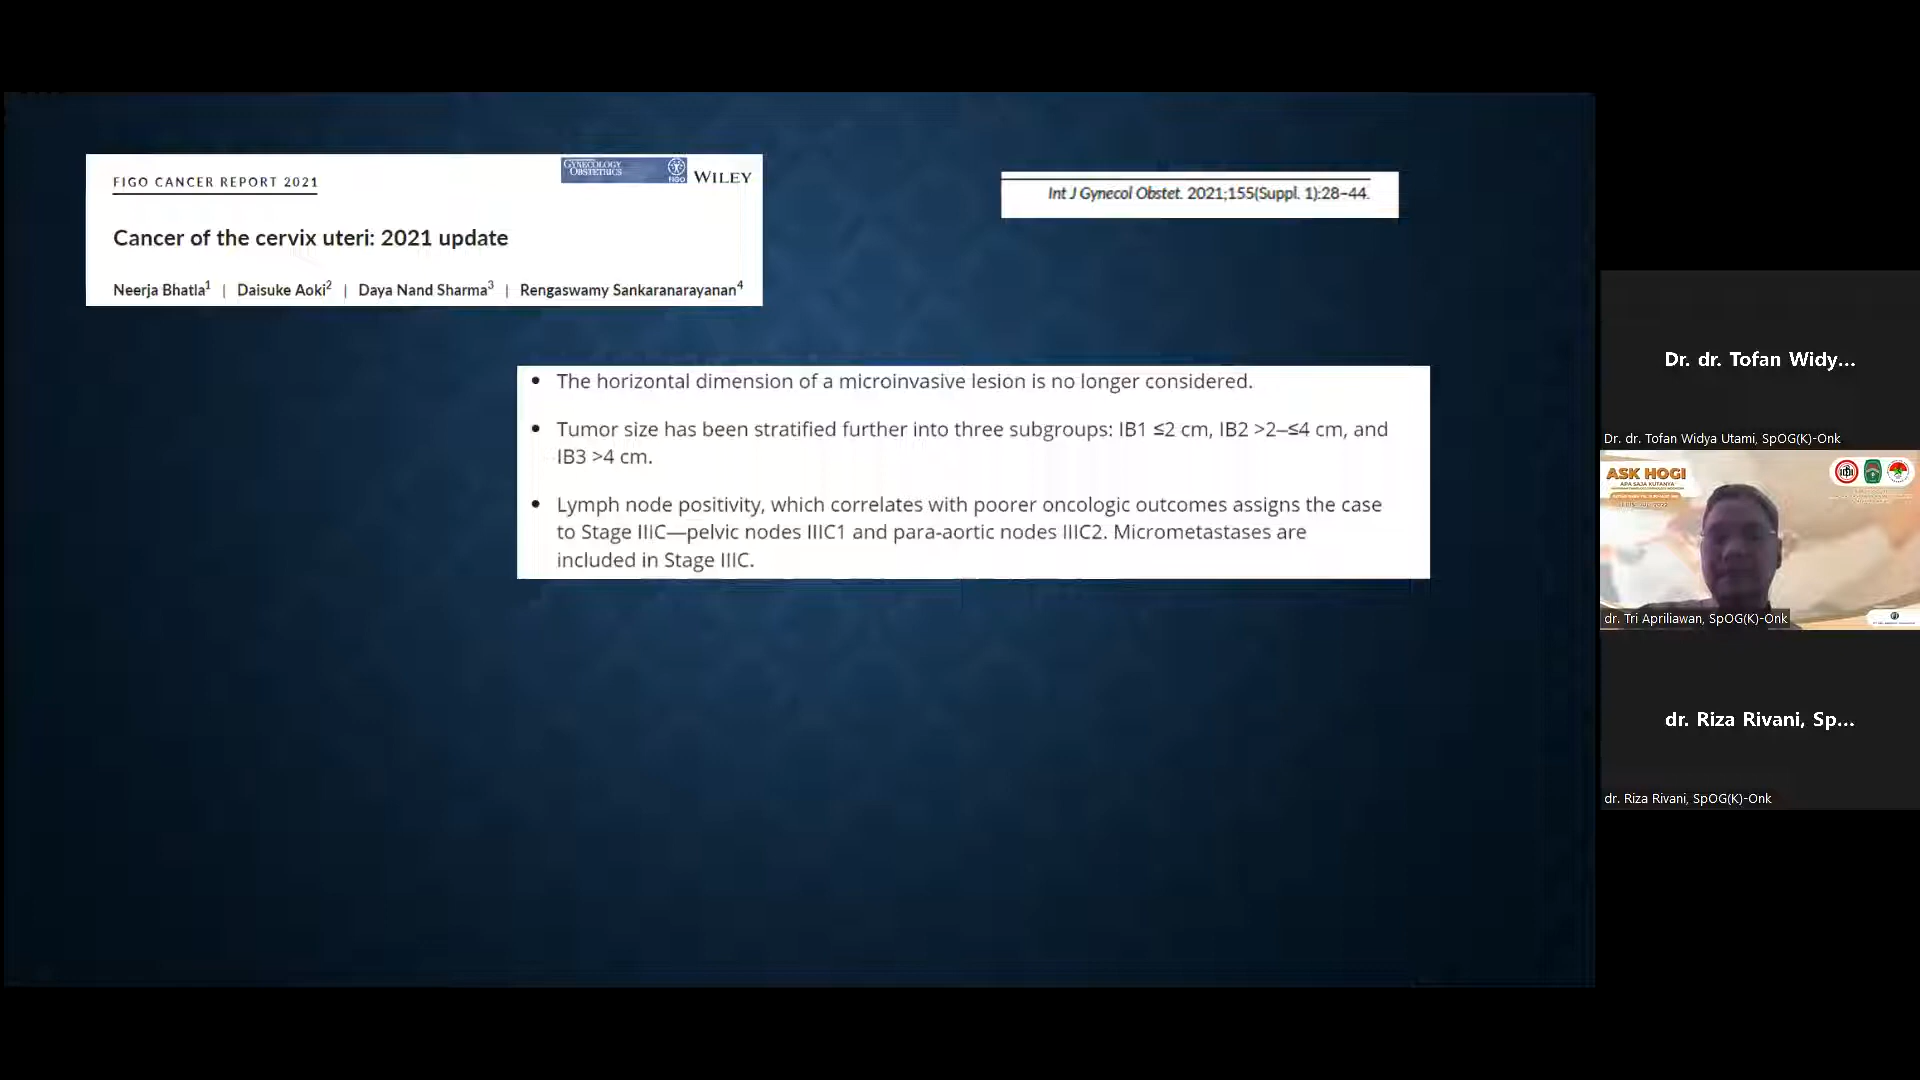 FIGO CANCER REPORT 2021
GYNECOLOGY
OBSTETRICS
FIGO
WILEY
Cancer of the cervix uteri: 2021 update
Neerja Bhatla1 | Daisuke Aoki2 | Daya Nand Sharma3 | Rengaswamy Sankaranarayanan4
Int J Gynecol Obstet. 2021;155(Suppl. 1):28–44.
• The horizontal dimension of a microinvasive lesion is no longer considered.
• Tumor size has been stratified further into three subgroups: IB1 ≤2 cm, IB2 >2–≤4 cm, and
IB3 >4 cm.
• Lymph node positivity, which correlates with poorer oncologic outcomes assigns the case
to Stage IIIC—pelvic nodes IIIC1 and para-aortic nodes IIIC2. Micrometastases are
included in Stage IIIC.
Dr. dr. Tofan Widy...
Dr. dr. Tofan Widya Utami, SpOG(K)-Onk
ASK HOGI
APA SAJA KUTANYA
dr. Tri Apriliawan, SpOG(K)-Onk
dr. Riza Rivani, Sp...
dr. Riza Rivani, SpOG(K)-Onk